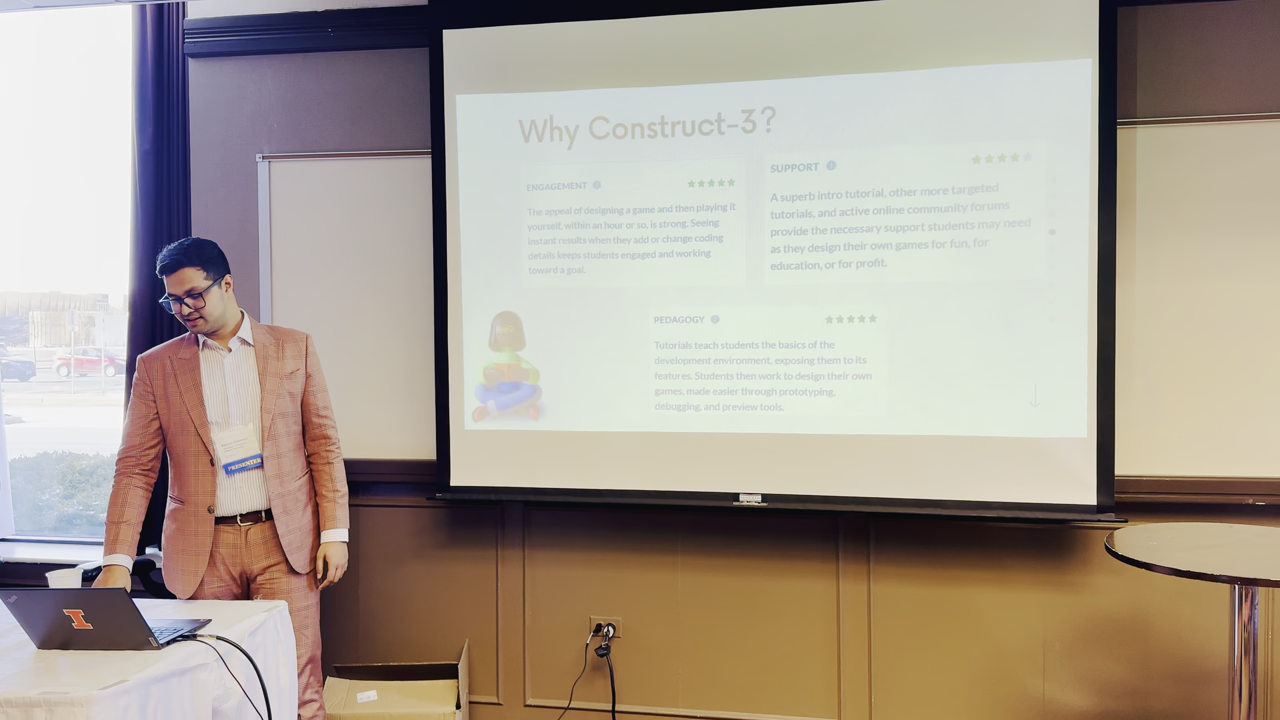 Why Construct-3?
ENGAGEMENT
The appeal of designing a game and then playing it
yourself, within an hour or so, is strong. Seeing
instant results when they add or change coding
details keeps students engaged and working
toward a goal.
SUPPORT
A superb intro tutorial, other more targeted
tutorials, and active online community forums
provide the necessary support students may need
as they design their own games for fun, for
education, or for profit.
PEDAGOGY
Tutorials teach students the basics of the
development environment, exposing them to its
features. Students then work to design their own
games, made easier through prototyping,
debugging, and preview tools.
PRESENTER
I